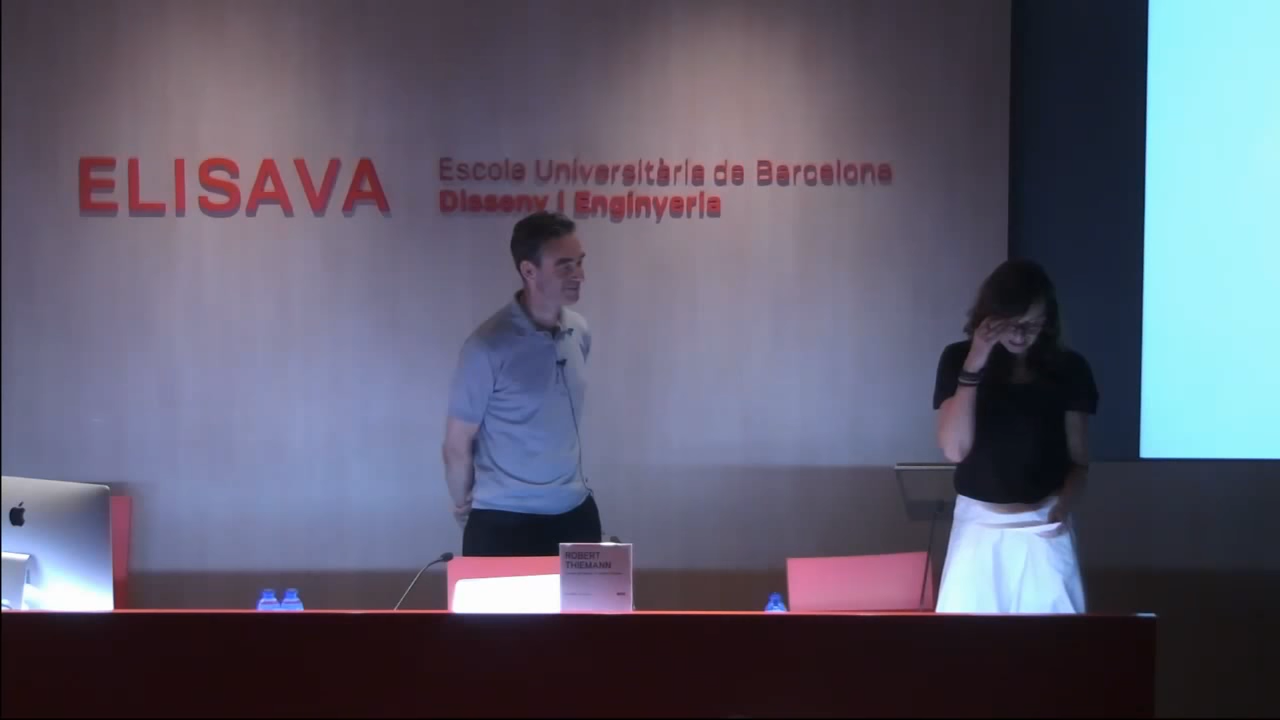 ELISAVA
Escola Universitària de Barcelona
Disseny i Enginyeria
ROBERT
THIEMANN